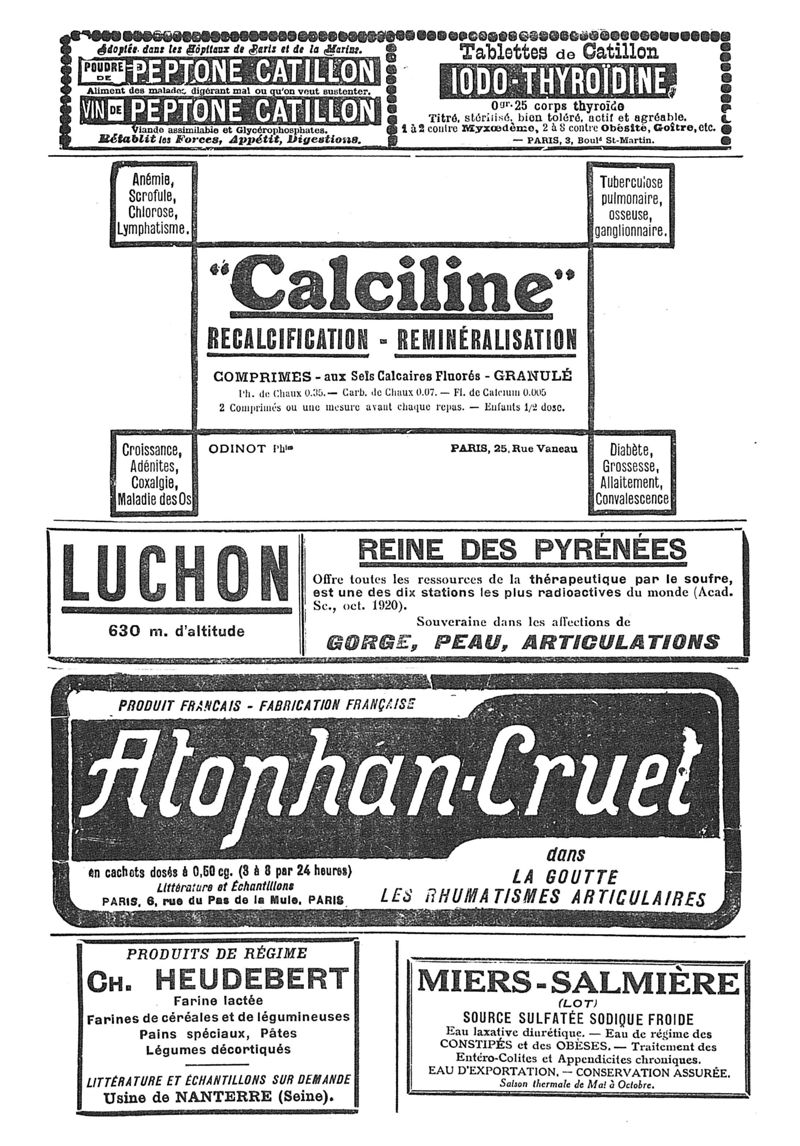 Adoptée dans les Hôpitaux de Paris et de la Marine.
POUDRE DE PEPTONE CATILLON
Aliment des malades digérant mal ou qu'on veut sustenter.
VIN DE PEPTONE CATILLON
Viande assimilable et Glycérophosphates.
Rétablit les Forces, Appétit, Digestions.
Tablettes de Catillon
IODO-THYROÏDINE
0gr.25 corps thyroïde
Titré, stérilisé, bien toléré, actif et agréable.
1 à 2 contre Myxœdème, 2 à 8 contre Obésité, Goître, etc.
— PARIS, 3, Boulᵈ St-Martin.
Anémie,
Scrofule,
Chlorose,
Lymphatisme.
Tuberculose
pulmonaire,
osseuse,
ganglionnaire.
"Calciline"
RECALCIFICATION - REMINÉRALISATION
COMPRIMES - aux Sels Calcaires Fluorés - GRANULÉ
Ph. de Chaux 0.35. — Carb. de Chaux 0.07. — Fl. de Calcium 0.005
2 Comprimés ou une mesure avant chaque repas. — Enfants 1/2 dose.
ODINOT Phⁱᵉⁿ PARIS, 25, Rue Vaneau
Croissance,
Adénites,
Coxalgie,
Maladie des Os
Diabète,
Grossesse,
Allaitement,
Convalescence
LUCHON
630 m. d'altitude
REINE DES PYRÉNÉES
Offre toutes les ressources de la thérapeutique par le soufre,
est une des dix stations les plus radioactives du monde (Acad.
Sc., oct. 1920).
Souveraine dans les affections de
GORGE, PEAU, ARTICULATIONS
PRODUIT FRANCAIS - FABRICATION FRANÇAISE
Atophan-Cruet
en cachets dosés à 0,50 cg. (3 à 8 par 24 heures)
Littérature et Échantillons
PARIS, 6, rue du Pas de la Mule, PARIS
dans
LA GOUTTE
LES RHUMATISMES ARTICULAIRES
PRODUITS DE RÉGIME
CH. HEUDEBERT
Farine lactée
Farines de céréales et de légumineuses
Pains spéciaux, Pâtes
Légumes décortiqués
LITTÉRATURE ET ÉCHANTILLONS SUR DEMANDE
Usine de NANTERRE (Seine).
MIERS-SALMIÈRE
(LOT)
SOURCE SULFATÉE SODIQUE FROIDE
Eau laxative diurétique. — Eau de régime des
CONSTIPÉS et des OBÈSES. — Traitement des
Entéro-Colites et Appendicites chroniques.
EAU D'EXPORTATION. — CONSERVATION ASSURÉE.
Saison thermale de Mai à Octobre.